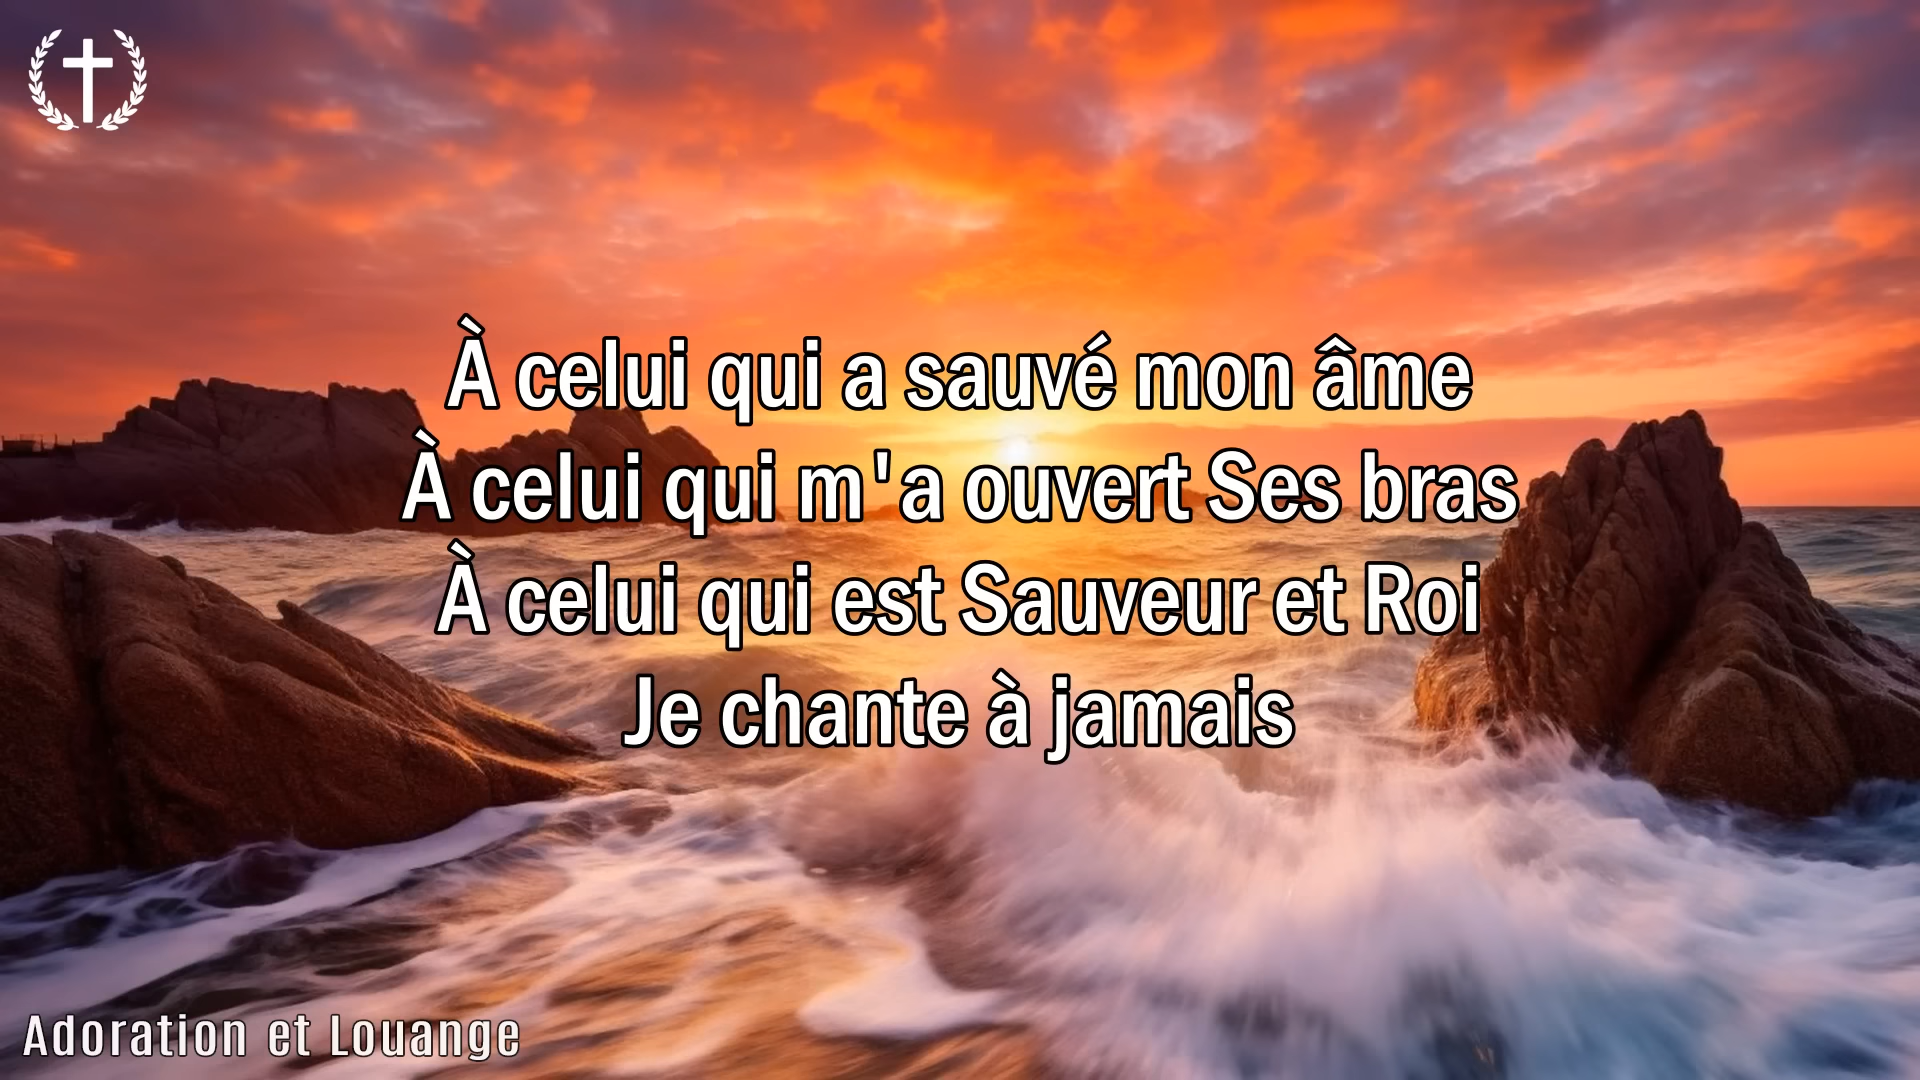 À celui qui a sauvé mon âme
À celui qui m'a ouvert Ses bras
À celui qui est Sauveur et Roi
Je chante à jamais
Adoration et Louange